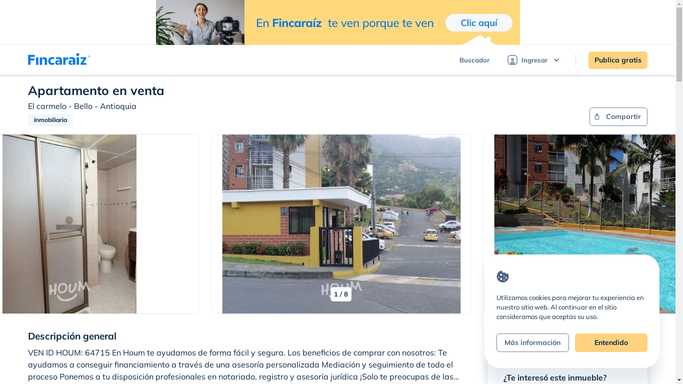 En Fincaraíz te ven porque te ven
Clic aquí
Fincaraiz
Buscador
Ingresar
Publica gratis
Apartamento en venta
El carmelo - Bello - Antioquia
Inmobiliaria
Compartir
HOUM
HOUM
1 / 8
Utilizamos cookies para mejorar tu experiencia en
nuestro sitio web. Al continuar en el sitio
consideramos que aceptas su uso.
Más información
Entendido
Descripción general
VEN ID HOUM: 64715 En Houm te ayudamos de forma fácil y segura. Los beneficios de comprar con nosotros: Te
ayudamos a conseguir financiamiento a través de una asesoría personalizada Mediación y seguimiento de todo el
proceso Ponemos a tu disposición profesionales en notariado, registro y asesoría jurídica ¡Solo te preocupas de las...
¿Te interesó este inmueble?